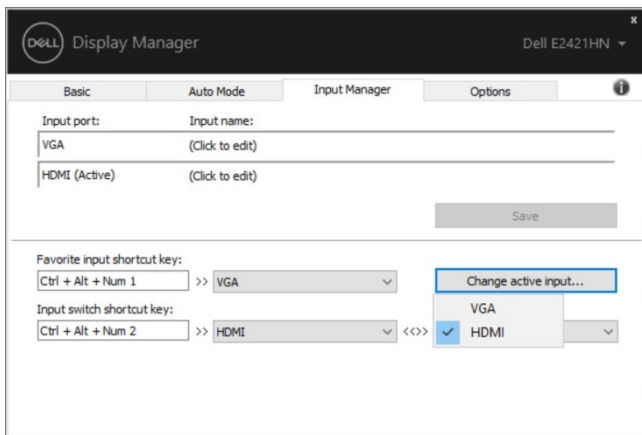 x
DELL Display Manager Dell E2421HN
Basic Auto Mode Input Manager Options i
Input port: Input name:
VGA (Click to edit)
HDMI (Active) (Click to edit)
Save
Favorite input shortcut key:
Ctrl + Alt + Num 1 >> VGA Change active input...
VGA
Input switch shortcut key:
Ctrl + Alt + Num 2 >> HDMI <<>> HDMI